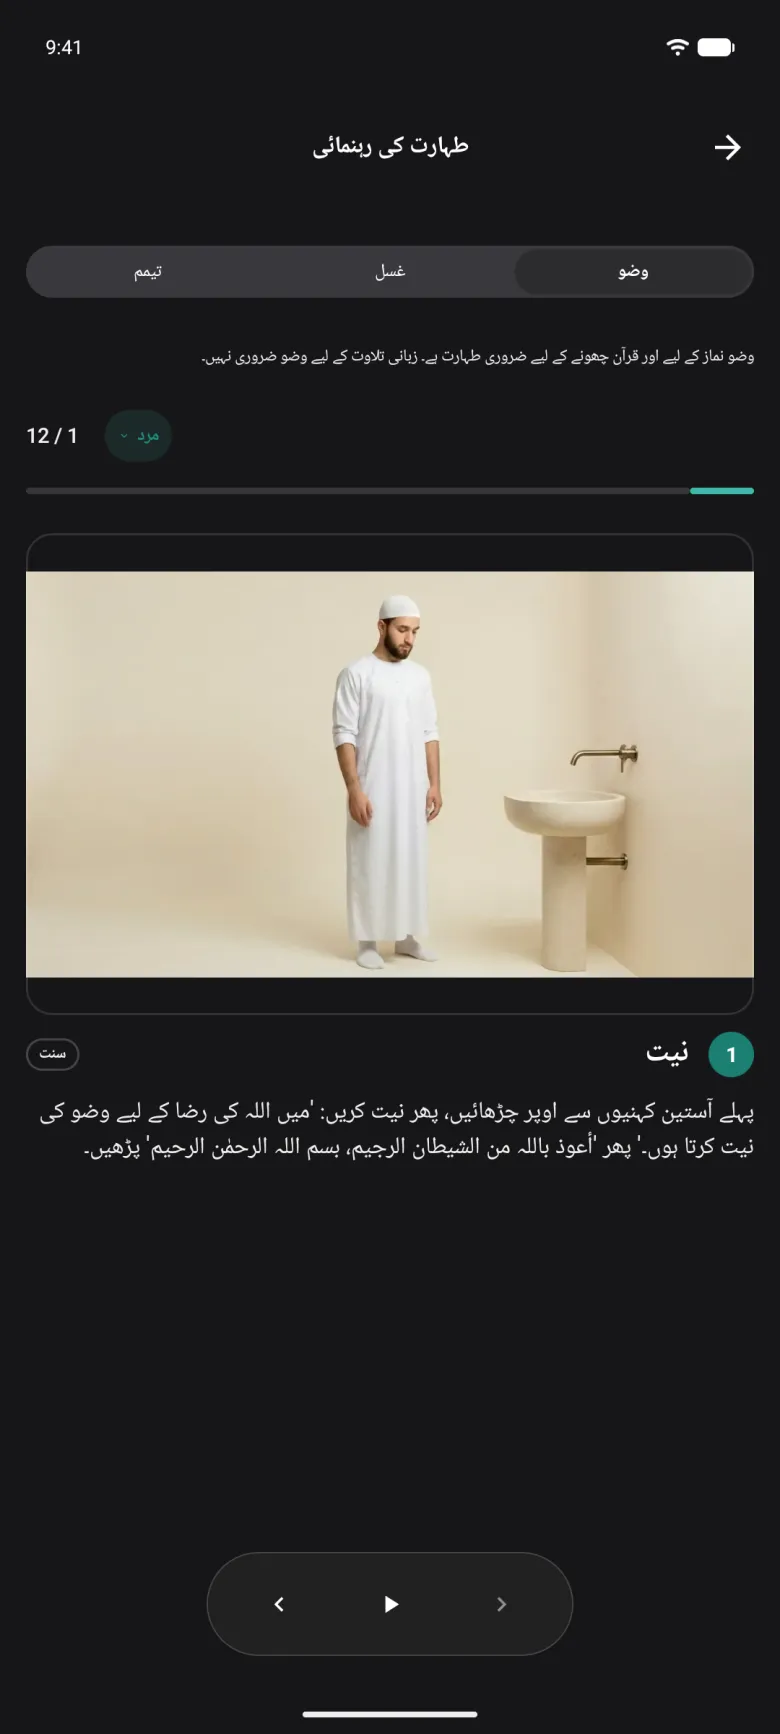 9:41
طہارت کی رہنمائی
وضو
غسل
تیمم
وضو نماز کے لیے اور قرآن چھونے کے لیے ضروری طہارت ہے۔ زبانی تلاوت کے لیے وضو ضروری نہیں۔
مرد
12 / 1
1 نیت
سنت
پہلے آستین کہنیوں سے اوپر چڑھائیں، پھر نیت کریں: 'میں اللہ کی رضا کے لیے وضو کی
نیت کرتا ہوں۔' پھر 'أعوذ باللہ من الشیطان الرجیم، بسم اللہ الرحمٰن الرحیم' پڑھیں۔